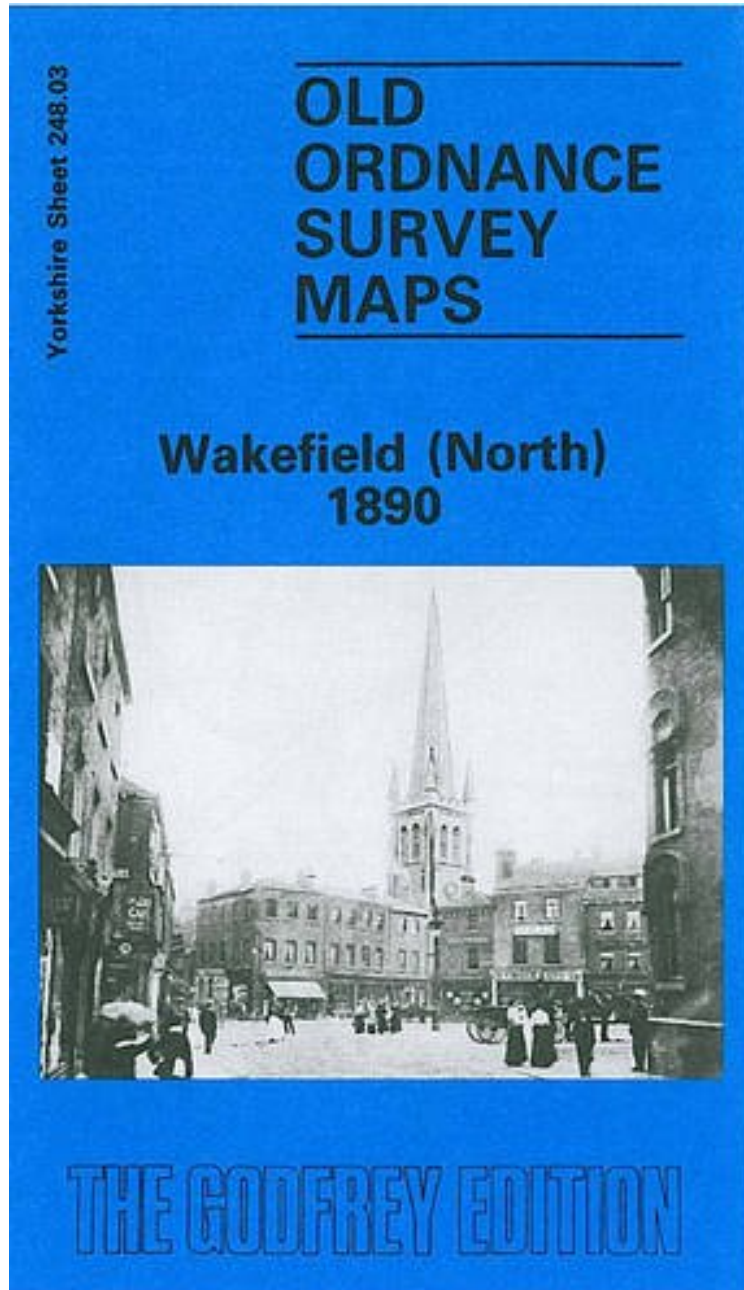 Yorkshire Sheet 248.03
OLD
ORDNANCE
SURVEY
MAPS
Wakefield (North)
1890
THE GODFREY EDITION